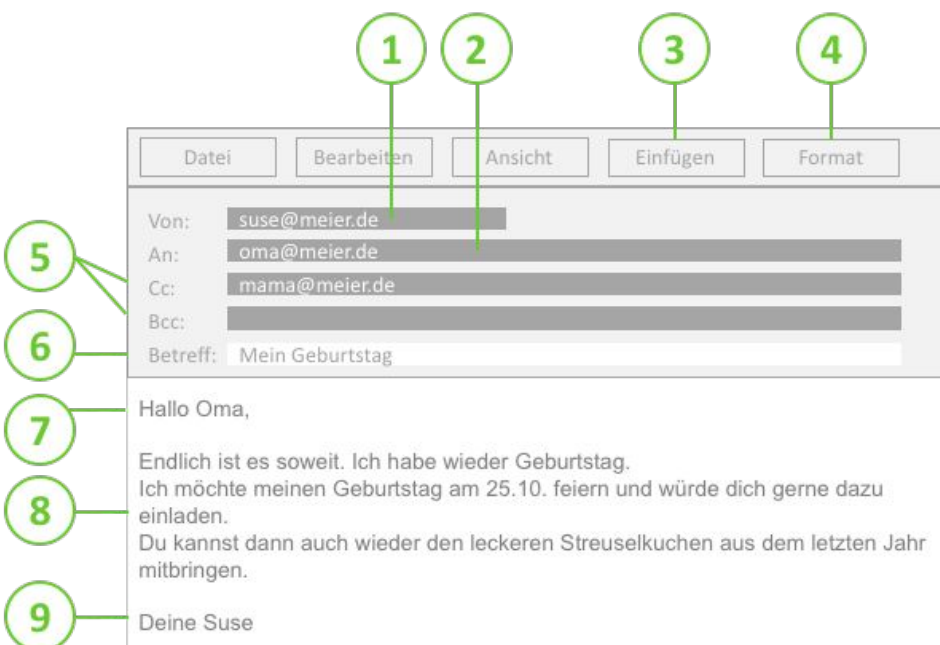 1 2 3 4
Datei Bearbeiten Ansicht Einfügen Format
Von: suse@meier.de
An: oma@meier.de
5
Cc: mama@meier.de
Bcc:
6
Betreff: Mein Geburtstag
7
Hallo Oma,
Endlich ist es soweit. Ich habe wieder Geburtstag.
Ich möchte meinen Geburtstag am 25.10. feiern und würde dich gerne dazu
8
einladen.
Du kannst dann auch wieder den leckeren Streuselkuchen aus dem letzten Jahr
mitbringen.
9
Deine Suse